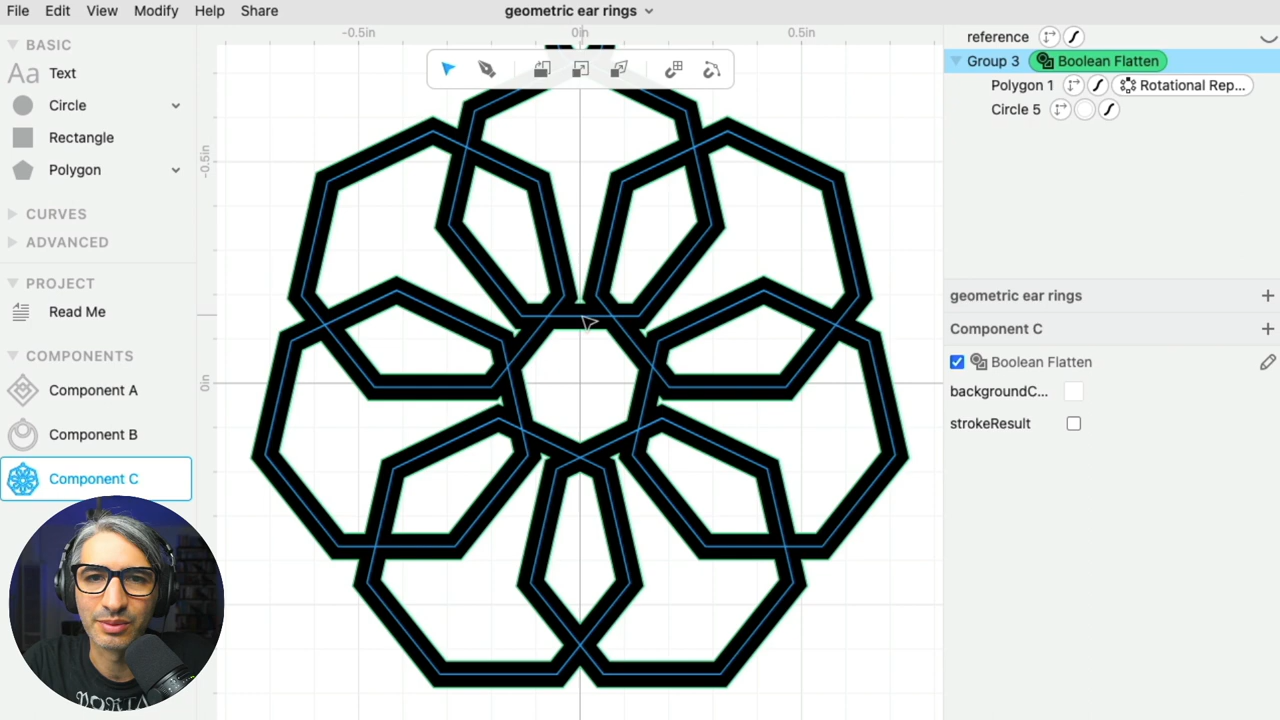 File Edit View Modify Help Share
geometric ear rings
BASIC
Aa Text
Circle
Rectangle
Polygon
CURVES
ADVANCED
PROJECT
Read Me
COMPONENTS
Component A
Component B
Component C
-0.5in 0in 0.5in
-0.5in
0in
reference
Group 3 Boolean Flatten
Polygon 1 Rotational Rep...
Circle 5
geometric ear rings
Component C
Boolean Flatten
backgroundC...
strokeResult